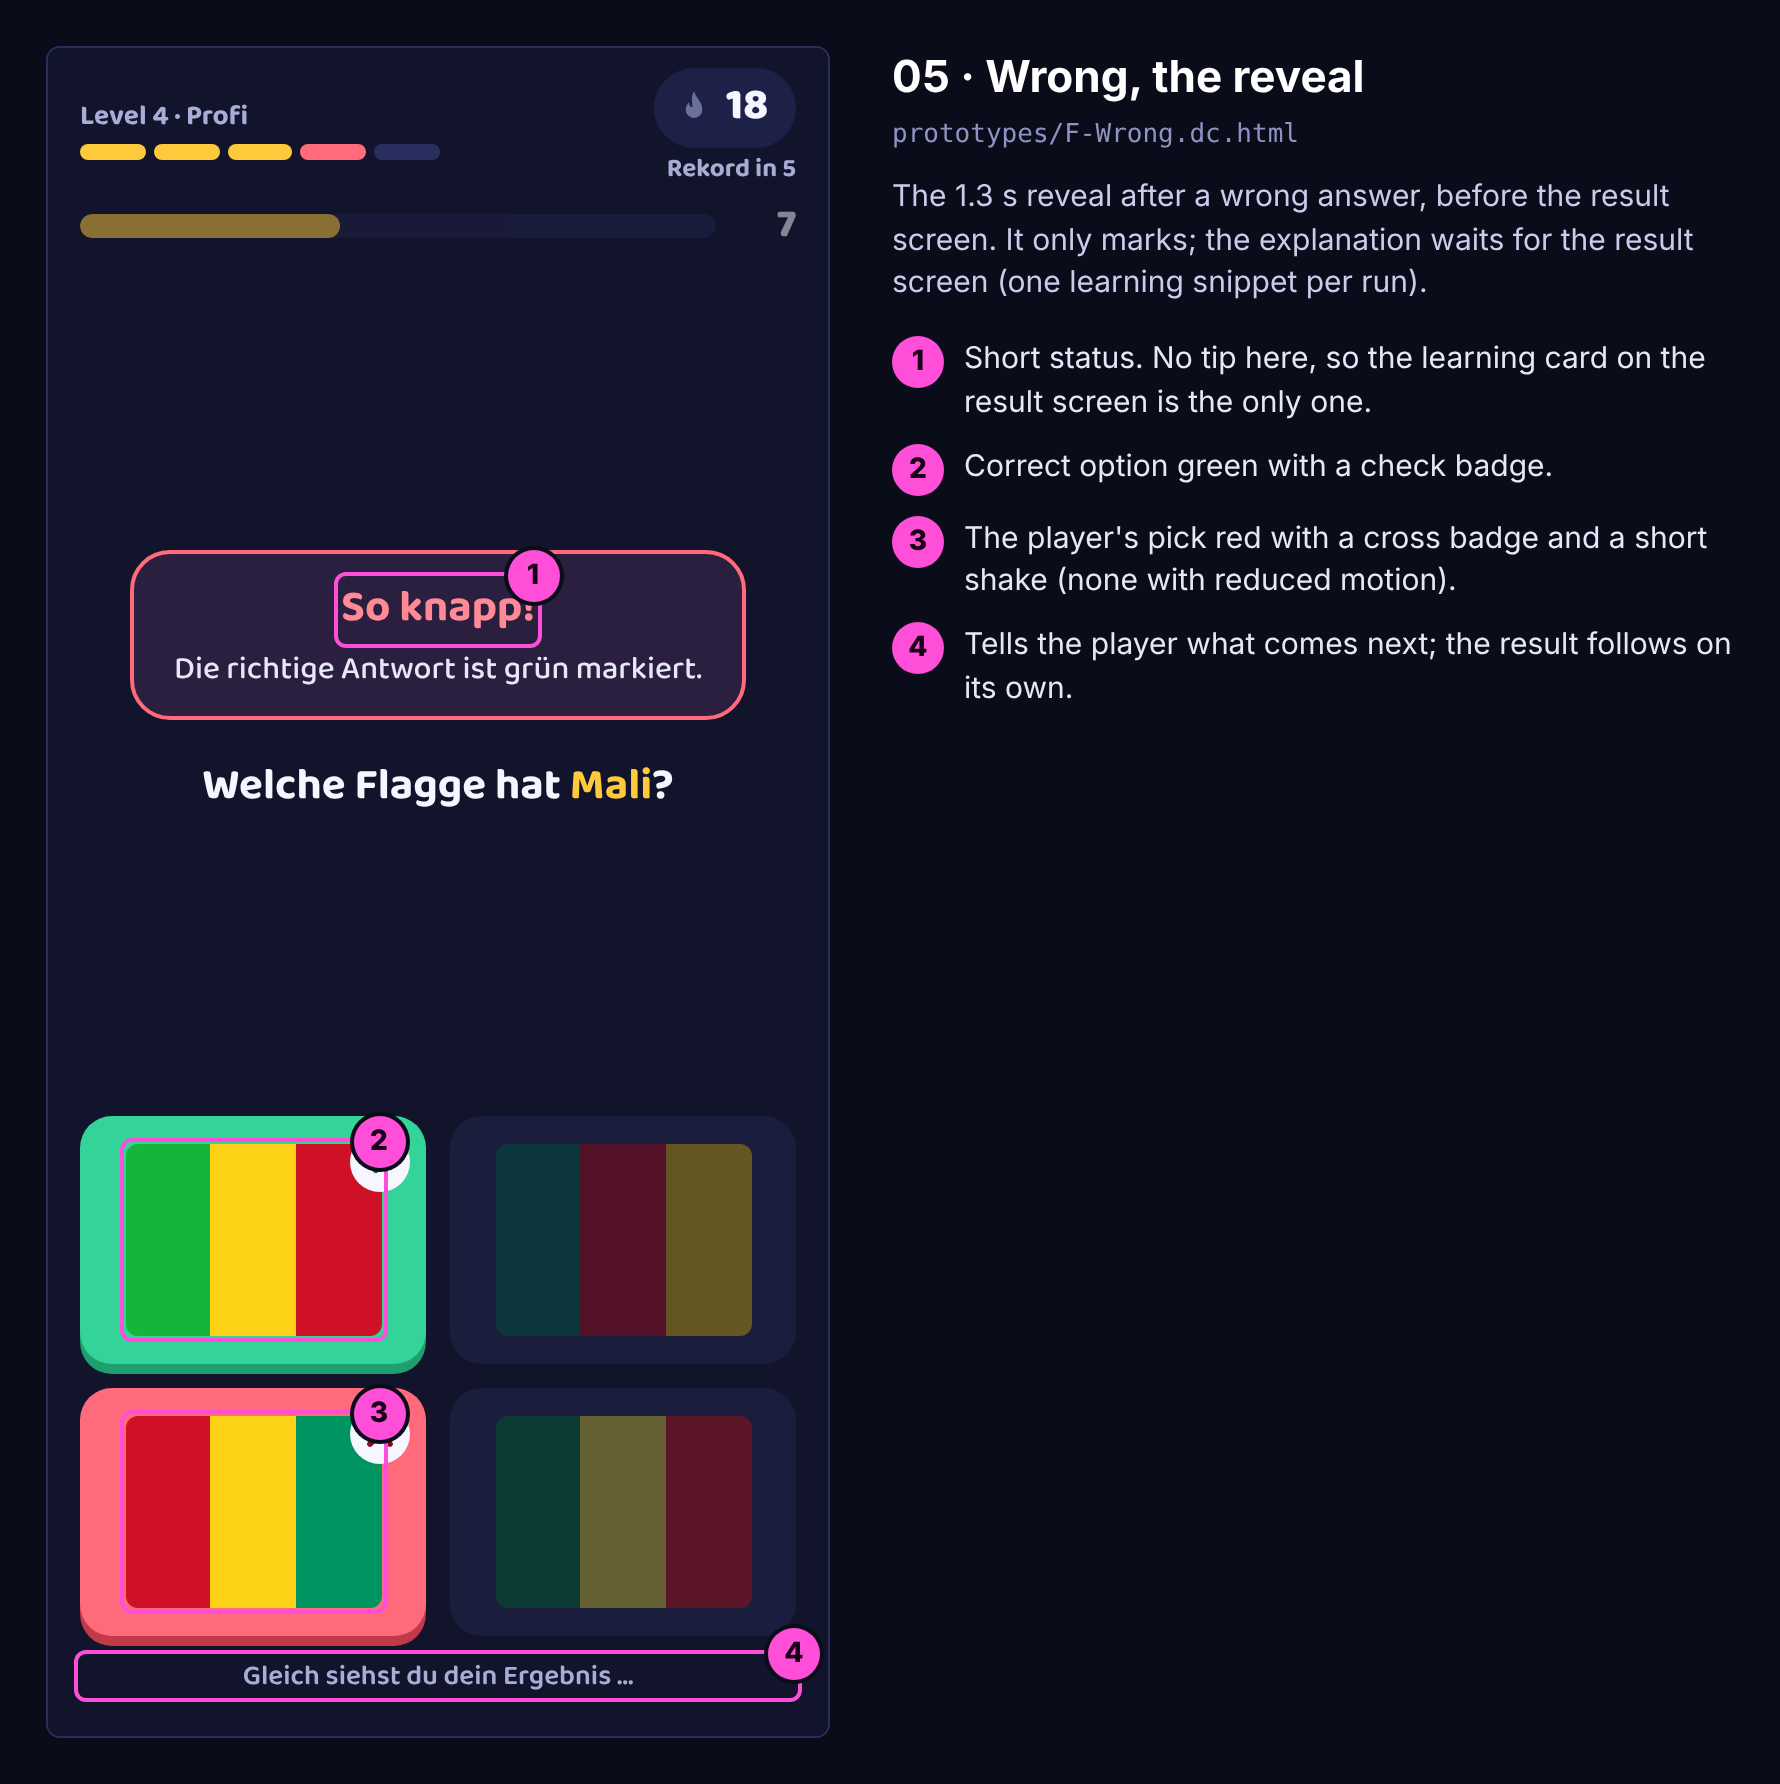 Level 4 · Profi
18
Rekord in 5
7
So knapp!
1
Die richtige Antwort ist grün markiert.
Welche Flagge hat Mali?
2
3
4
Gleich siehst du dein Ergebnis ...
05 · Wrong, the reveal
prototypes/F-Wrong.dc.html
The 1.3 s reveal after a wrong answer, before the result
screen. It only marks; the explanation waits for the result
screen (one learning snippet per run).
1 Short status. No tip here, so the learning card on the
result screen is the only one.
2 Correct option green with a check badge.
3 The player's pick red with a cross badge and a short
shake (none with reduced motion).
4 Tells the player what comes next; the result follows on
its own.